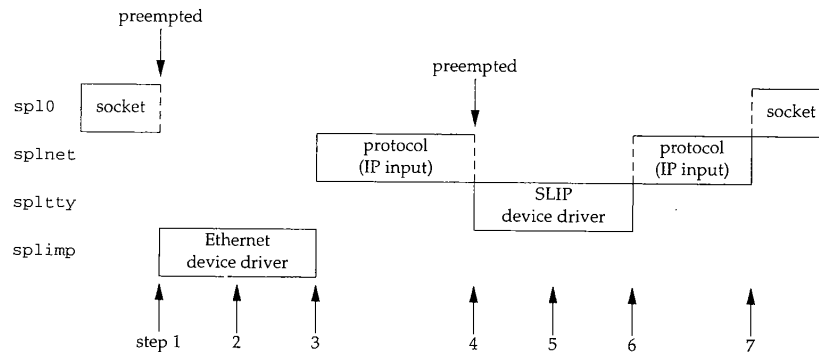 preempted
preempted
spl0
socket
socket
splnet
protocol
(IP input)
protocol
(IP input)
spltty
SLIP
device driver
splimp
Ethernet
device driver
step 1
2
3
4
5
6
7